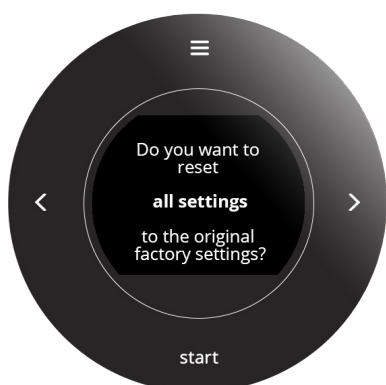 Do you want to
reset
all settings
to the original
factory settings?
start